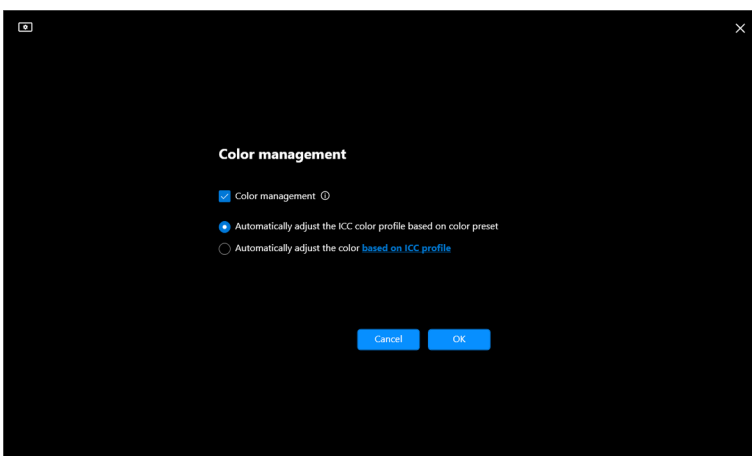 Color management
Color management
Automatically adjust the ICC color profile based on color preset
Automatically adjust the color based on ICC profile
Cancel
OK